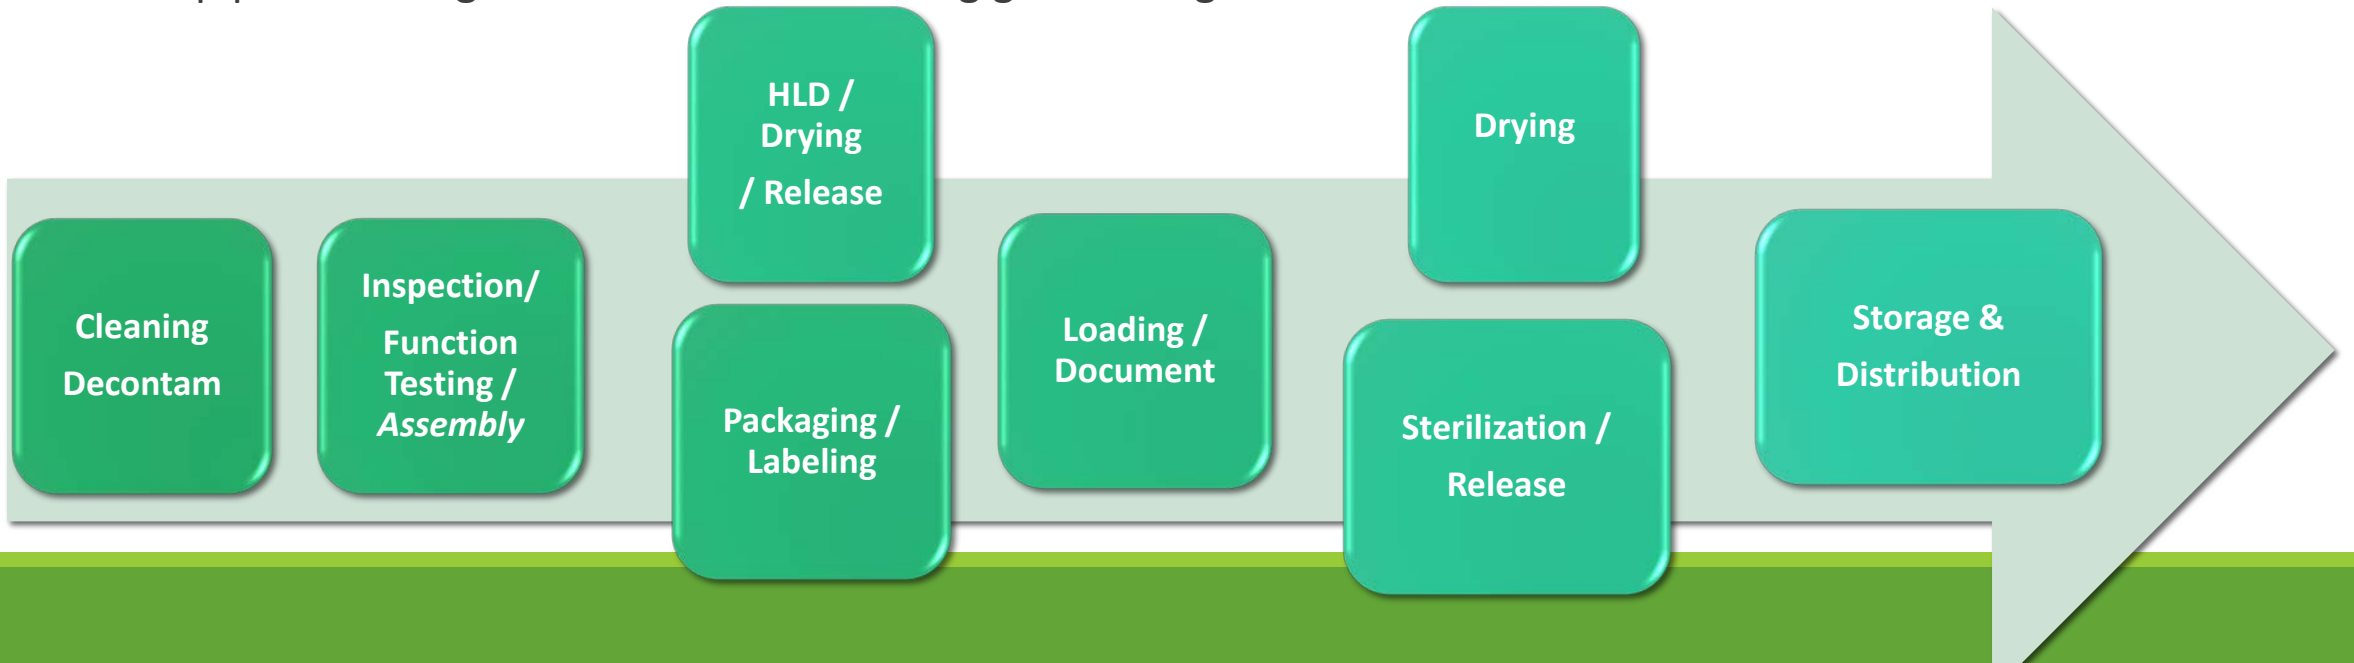 Cleaning
Decontam
Inspection/
Function
Testing /
Assembly
HLD /
Drying
/ Release
Packaging /
Labeling
Loading /
Document
Drying
Sterilization /
Release
Storage &
Distribution